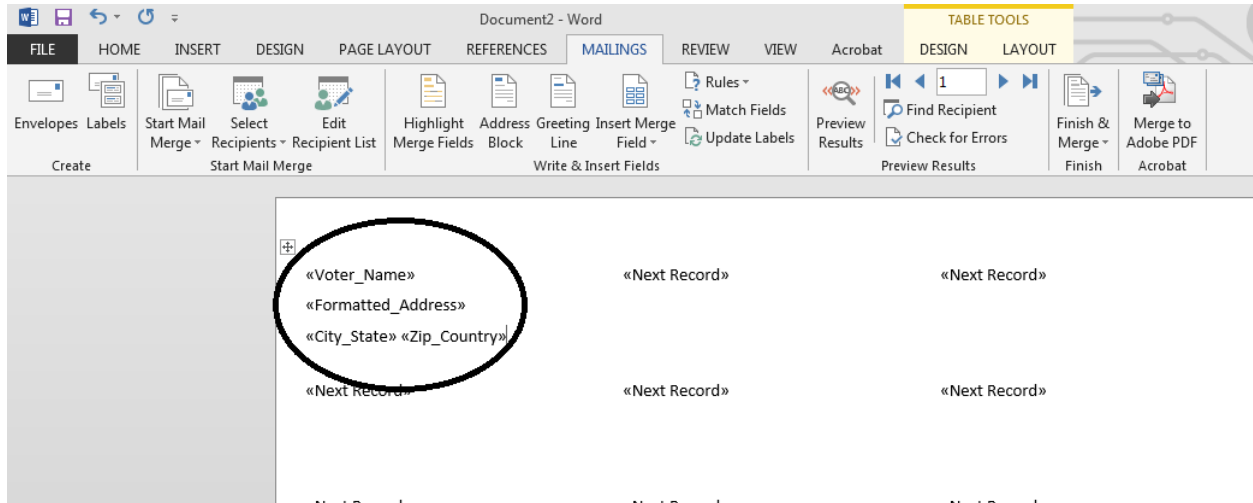 Document2 - Word
TABLE TOOLS
FILE HOME INSERT DESIGN PAGE LAYOUT REFERENCES MAILINGS REVIEW VIEW Acrobat DESIGN LAYOUT
Envelopes
Labels
Start Mail
Merge
Select
Recipients
Edit
Recipient List
Highlight
Merge Fields
Address
Block
Greeting
Line
Insert Merge
Field
Rules
Match Fields
Update Labels
«ABC»
Preview
Results
1
Find Recipient
Check for Errors
Finish &
Merge
Merge to
Adobe PDF
Create
Start Mail Merge
Write & Insert Fields
Preview Results
Finish
Acrobat
«Voter_Name» «Next Record» «Next Record»
«Formatted_Address»
«City_State» «Zip_Country»
«Next Record» «Next Record» «Next Record»